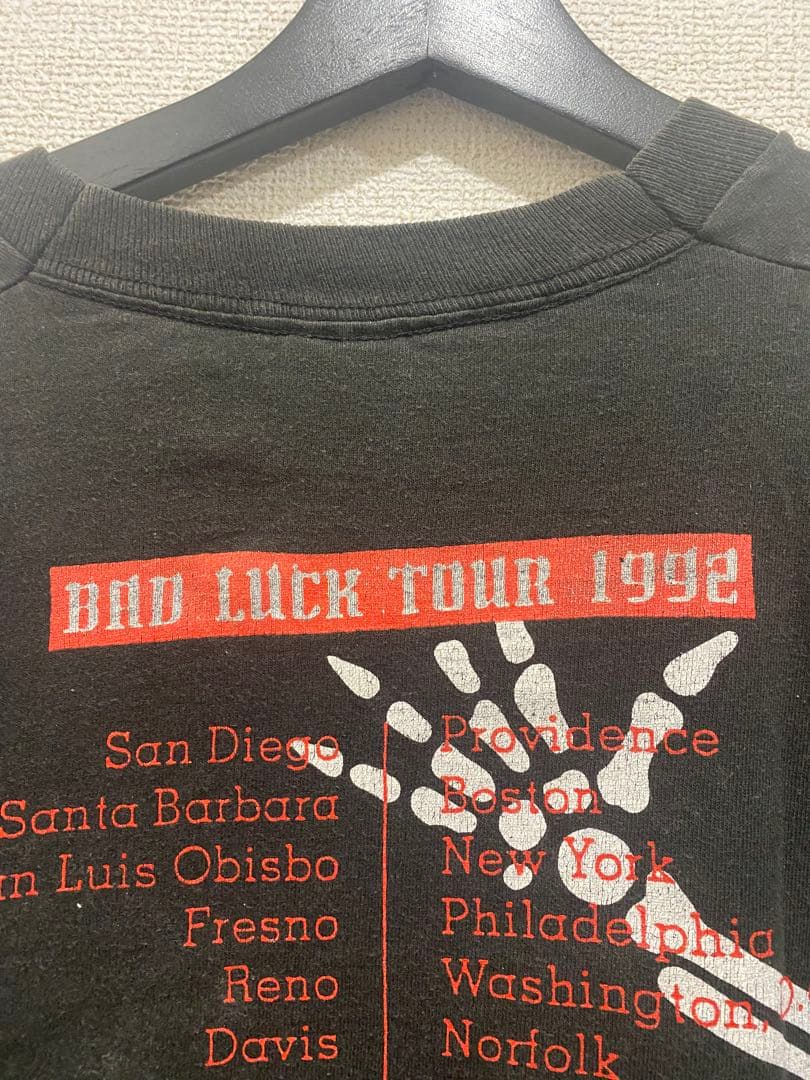 BAD LUCK TOUR 1992
San Diego
Santa Barbara
n Luis Obisbo
Fresno
Reno
Davis
Providence
Boston
New York
Philadelphia
Washington, D.
Norfolk